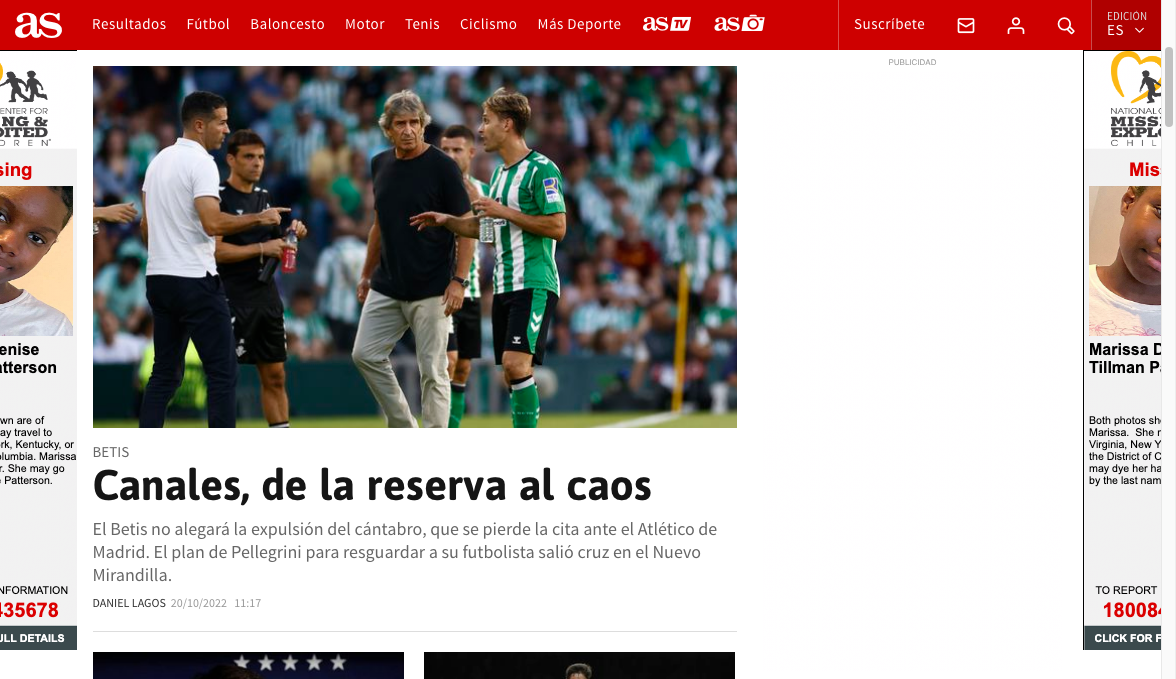 as
Resultados
Fútbol
Baloncesto
Motor
Tenis
Ciclismo
Más Deporte
as TV
as
Suscríbete
EDICIÓN
ES
ENTER FOR
NG &
OITED
DREN
sing
enise
atterson
wn are of
ay travel to
rk, Kentucky, or
olumbia. Marissa
r. She may go
Patterson.
NFORMATION
435678
ULL DETAILS
BETIS
Canales, de la reserva al caos
El Betis no alegará la expulsión del cántabro, que se pierde la cita ante el Atlético de
Madrid. El plan de Pellegrini para resguardar a su futbolista salió cruz en el Nuevo
Mirandilla.
DANIEL LAGOS 20/10/2022 11:17
PUBLICIDAD
NATIONAL C
MISS
EXPL
CHIL
Mis
Marissa D
Tillman P
Both photos sh
Marissa. She
Virginia, New Y
the District of C
may dye her ha
by the last nam
TO REPORT
18008
CLICK FOR F